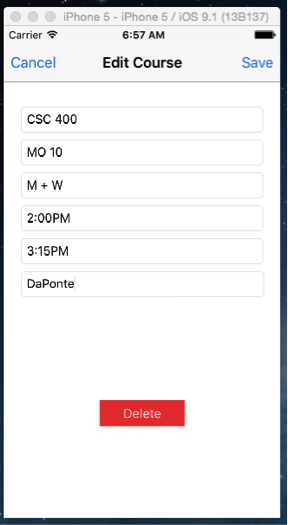 iPhone 5 - iPhone 5 / iOS 9.1 (13B137)
Carrier 6:57 AM
Cancel Edit Course Save
CSC 400
MO 10
M + W
2:00PM
3:15PM
DaPonte
Delete